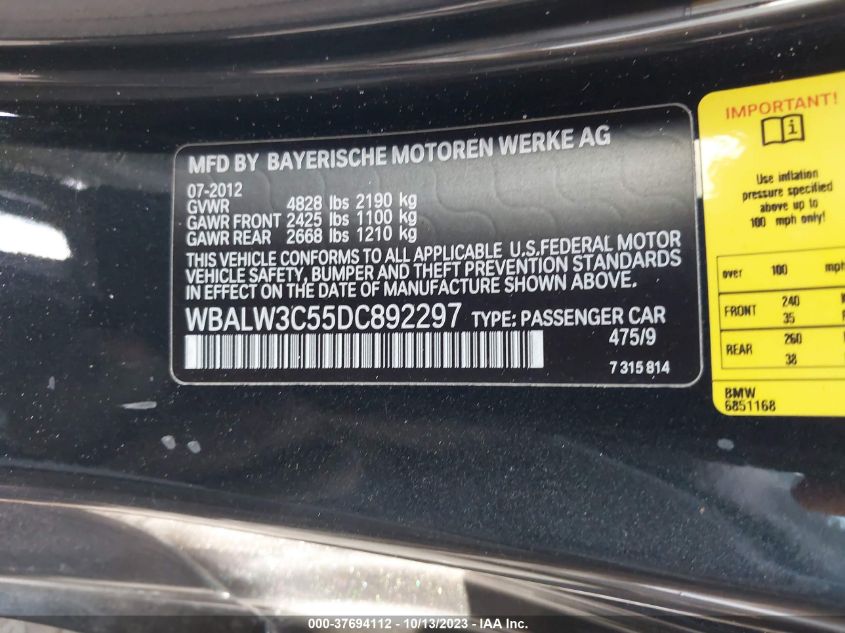 MFD BY BAYERISCHE MOTOREN WERKE AG
07-2012
GVWR 4828 lbs 2190 kg
GAWR FRONT 2425 lbs 1100 kg
GAWR REAR 2668 lbs 1210 kg
THIS VEHICLE CONFORMS TO ALL APPLICABLE U.S.FEDERAL MOTOR
VEHICLE SAFETY, BUMPER AND THEFT PREVENTION STANDARDS
IN EFFECT ON THE DATE OF MANUFACTURE SHOWN ABOVE.
WBALW3C55DC892297 TYPE: PASSENGER CAR
475/9
7 315 814
IMPORTANT!
Use inflation
pressure specified
above up to
100 mph only!
over 100 mph
FRONT 240
35
REAR 260
38
BMW
6851168
000-37694112 - 10/13/2023 - IAA Inc.